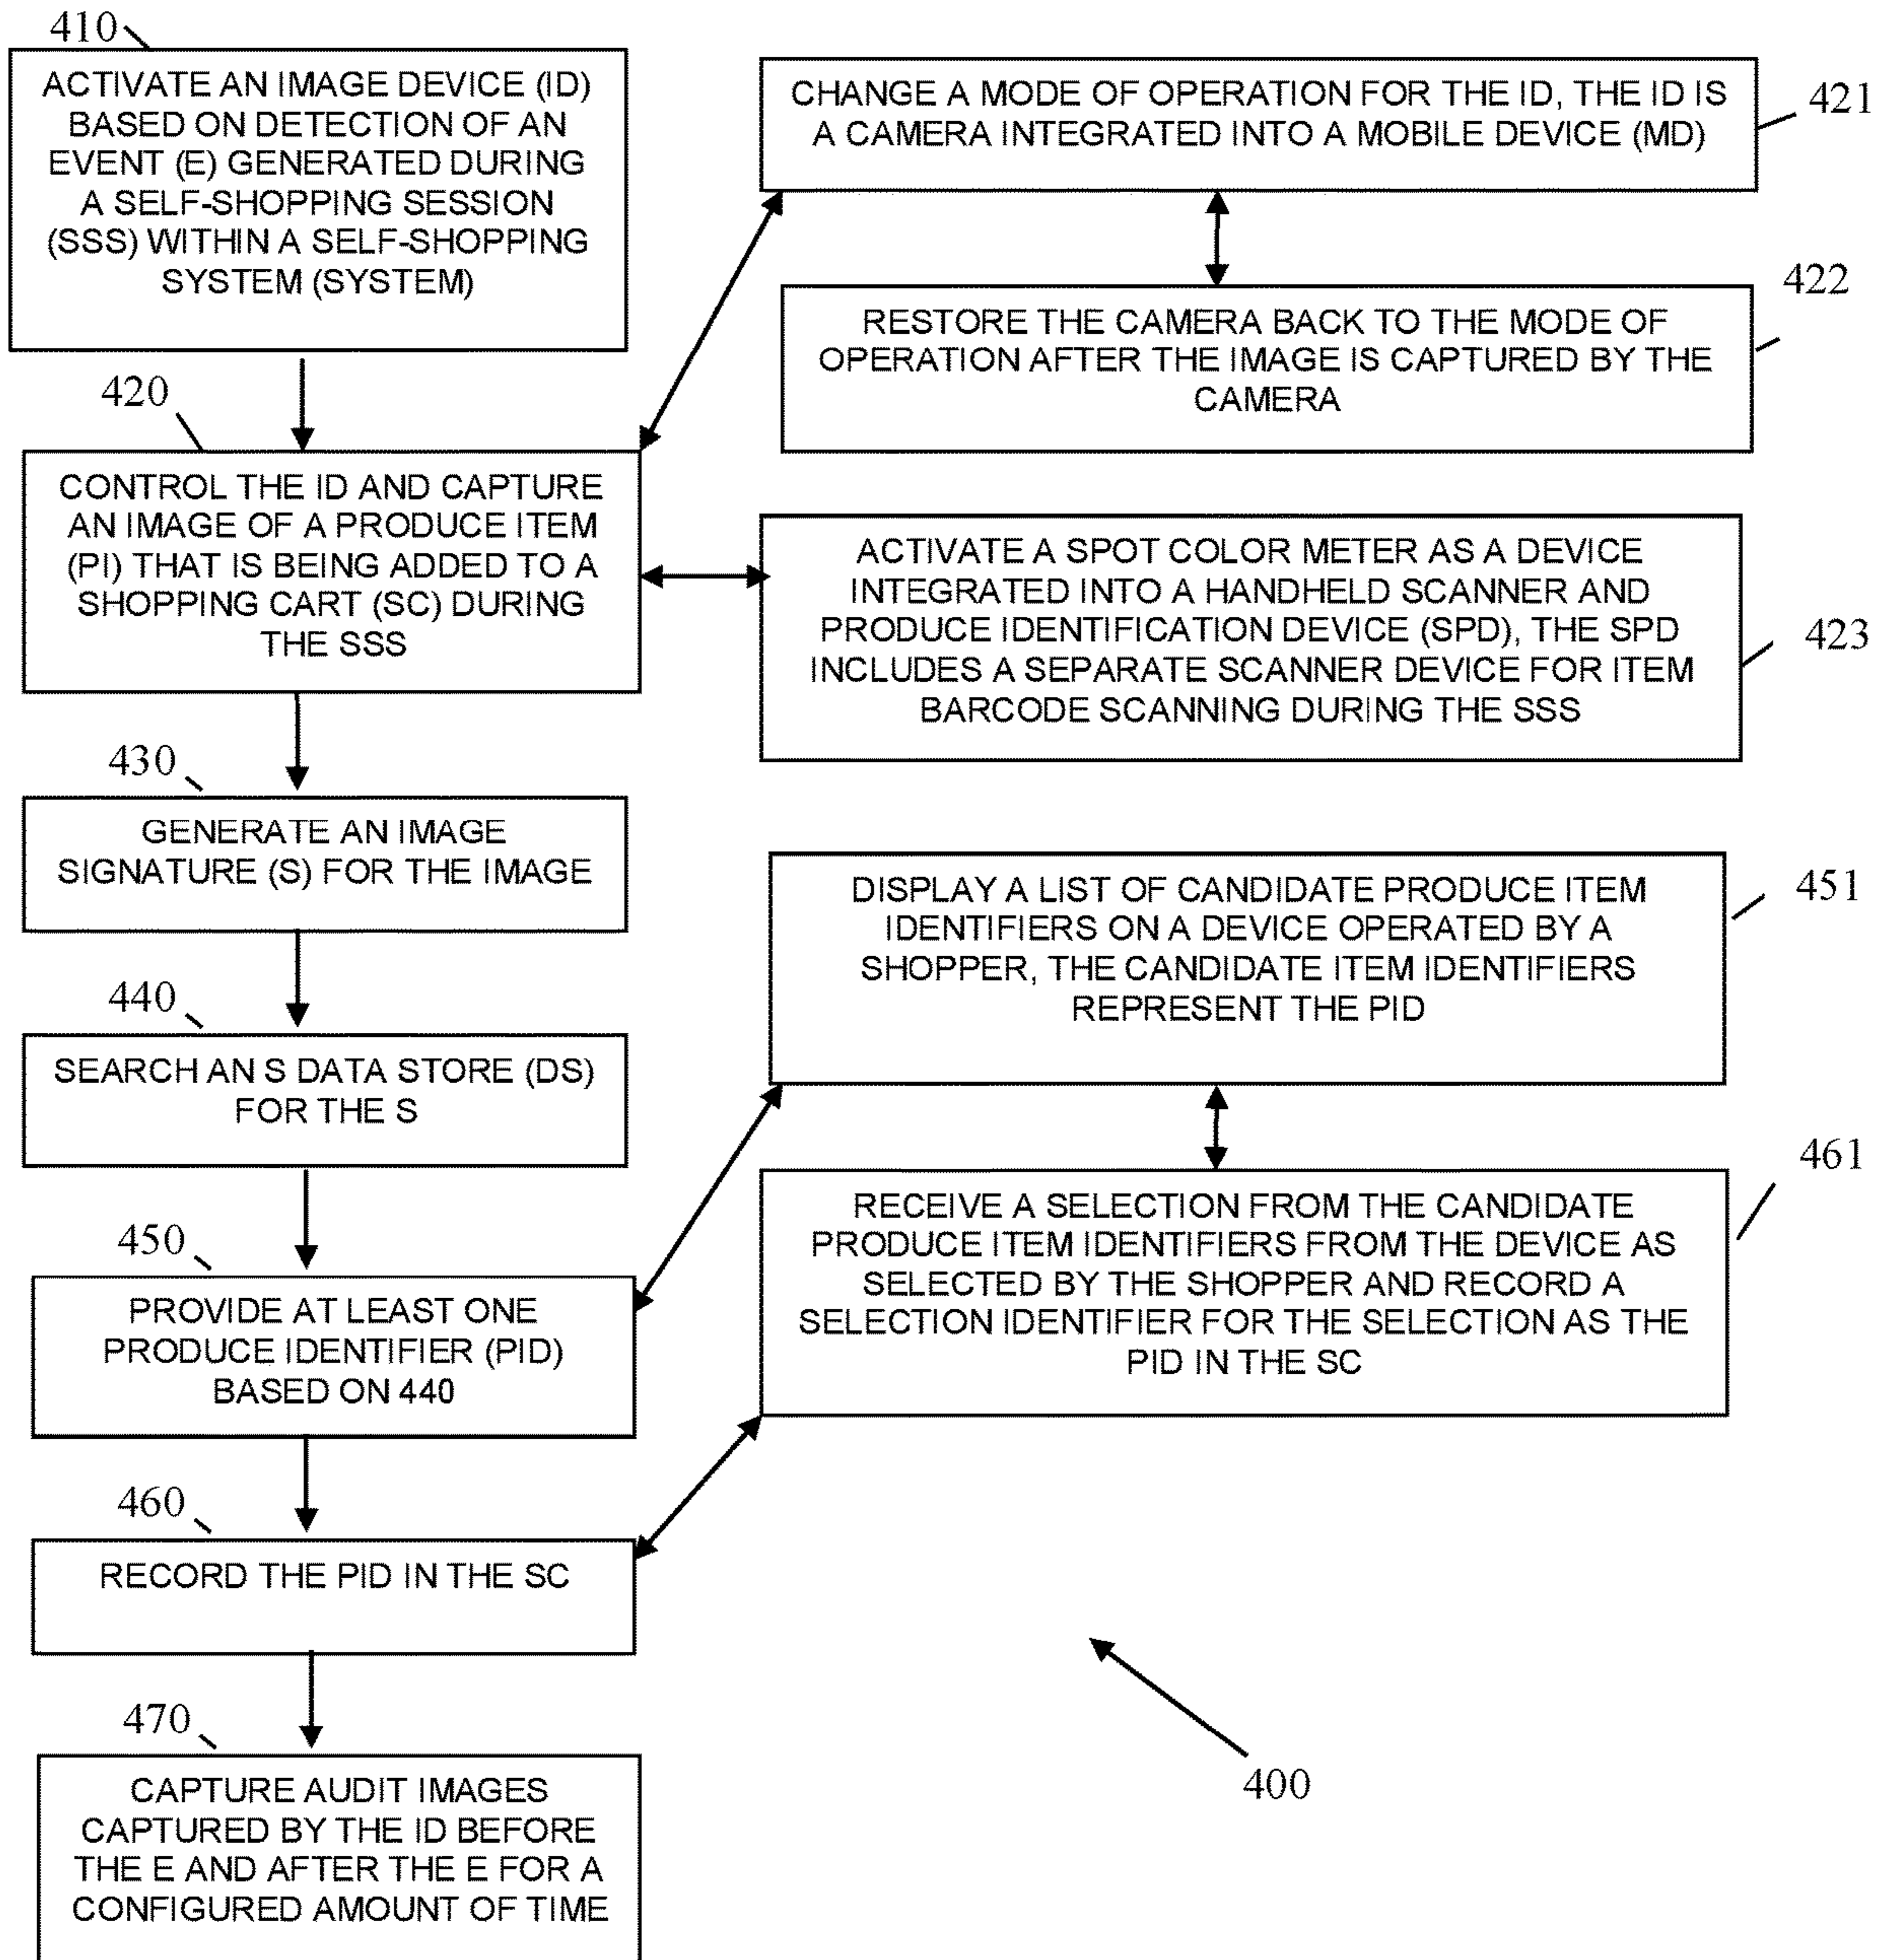 410
ACTIVATE AN IMAGE DEVICE (ID)
BASED ON DETECTION OF AN
EVENT (E) GENERATED DURING
A SELF-SHOPPING SESSION
(SSS) WITHIN A SELF-SHOPPING
SYSTEM (SYSTEM)
CHANGE A MODE OF OPERATION FOR THE ID, THE ID IS
A CAMERA INTEGRATED INTO A MOBILE DEVICE (MD)
421
RESTORE THE CAMERA BACK TO THE MODE OF
OPERATION AFTER THE IMAGE IS CAPTURED BY THE
CAMERA
422
420
CONTROL THE ID AND CAPTURE
AN IMAGE OF A PRODUCE ITEM
(PI) THAT IS BEING ADDED TO A
SHOPPING CART (SC) DURING
THE SSS
ACTIVATE A SPOT COLOR METER AS A DEVICE
INTEGRATED INTO A HANDHELD SCANNER AND
PRODUCE IDENTIFICATION DEVICE (SPD), THE SPD
INCLUDES A SEPARATE SCANNER DEVICE FOR ITEM
BARCODE SCANNING DURING THE SSS
423
430
GENERATE AN IMAGE
SIGNATURE (S) FOR THE IMAGE
440
SEARCH AN S DATA STORE (DS)
FOR THE S
DISPLAY A LIST OF CANDIDATE PRODUCE ITEM
IDENTIFIERS ON A DEVICE OPERATED BY A
SHOPPER, THE CANDIDATE ITEM IDENTIFIERS
REPRESENT THE PID
451
450
PROVIDE AT LEAST ONE
PRODUCE IDENTIFIER (PID)
BASED ON 440
RECEIVE A SELECTION FROM THE CANDIDATE
PRODUCE ITEM IDENTIFIERS FROM THE DEVICE AS
SELECTED BY THE SHOPPER AND RECORD A
SELECTION IDENTIFIER FOR THE SELECTION AS THE
PID IN THE SC
461
460
RECORD THE PID IN THE SC
470
CAPTURE AUDIT IMAGES
CAPTURED BY THE ID BEFORE
THE E AND AFTER THE E FOR A
CONFIGURED AMOUNT OF TIME
400